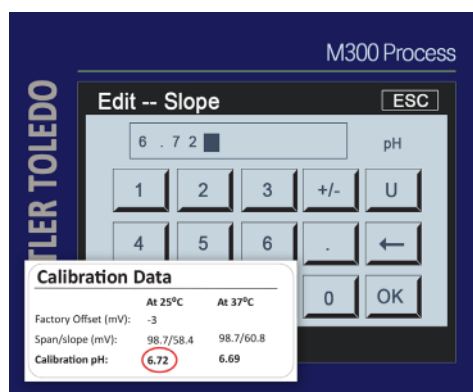 M300 Process
TLER TOLEDO
Edit -- Slope
ESC
6 . 7 2
pH
1 2 3 +/- U
4 5 6 . ←
0 OK
Calibration Data
At 25⁰C At 37⁰C
Factory Offset (mV): -3
Span/slope (mV): 98.7/58.4 98.7/60.8
Calibration pH: 6.72 6.69